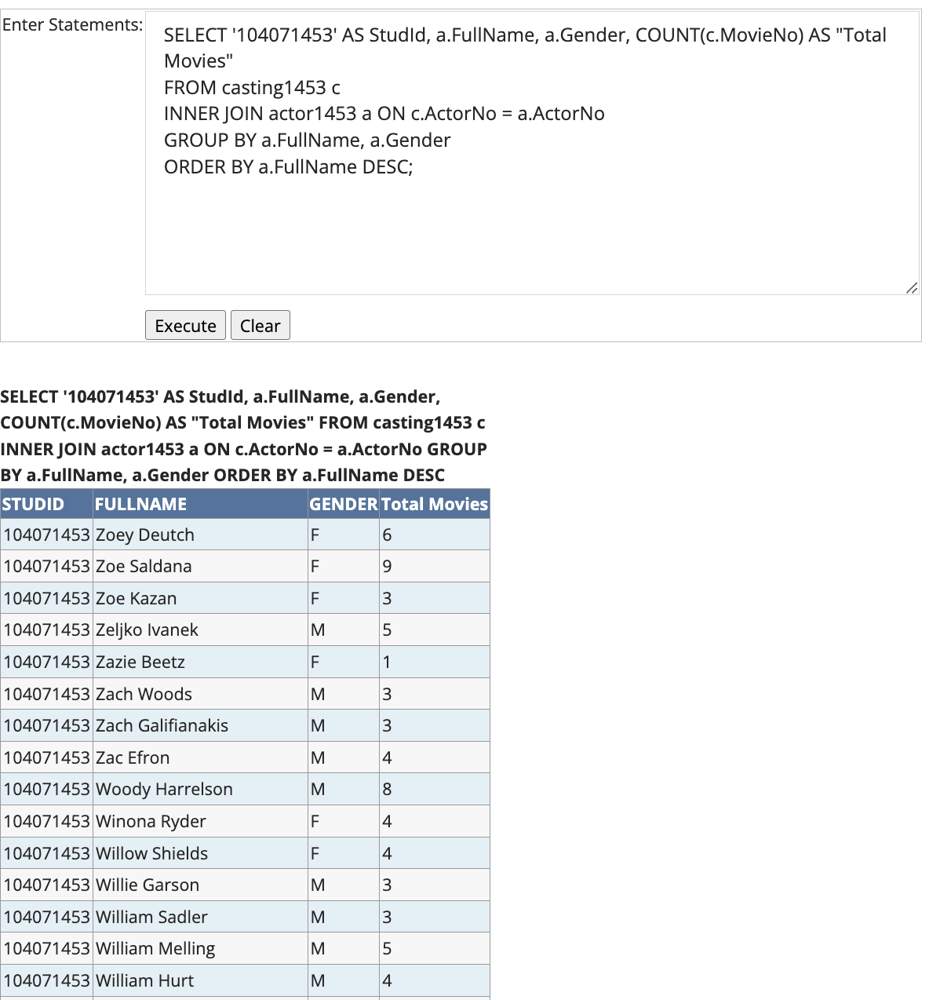 Enter Statements:
SELECT '104071453' AS StudId, a.FullName, a.Gender, COUNT(c.MovieNo) AS "Total
Movies"
FROM casting1453 c
INNER JOIN actor1453 a ON c.ActorNo = a.ActorNo
GROUP BY a.FullName, a.Gender
ORDER BY a.FullName DESC;
Execute Clear
SELECT '104071453' AS StudId, a.FullName, a.Gender,
COUNT(c.MovieNo) AS "Total Movies" FROM casting1453 c
INNER JOIN actor1453 a ON c.ActorNo = a.ActorNo GROUP
BY a.FullName, a.Gender ORDER BY a.FullName DESC
STUDID FULLNAME GENDER Total Movies
104071453 Zoey Deutch F 6
104071453 Zoe Saldana F 9
104071453 Zoe Kazan F 3
104071453 Zeljko Ivanek M 5
104071453 Zazie Beetz F 1
104071453 Zach Woods M 3
104071453 Zach Galifianakis M 3
104071453 Zac Efron M 4
104071453 Woody Harrelson M 8
104071453 Winona Ryder F 4
104071453 Willow Shields F 4
104071453 Willie Garson M 3
104071453 William Sadler M 3
104071453 William Melling M 5
104071453 William Hurt M 4